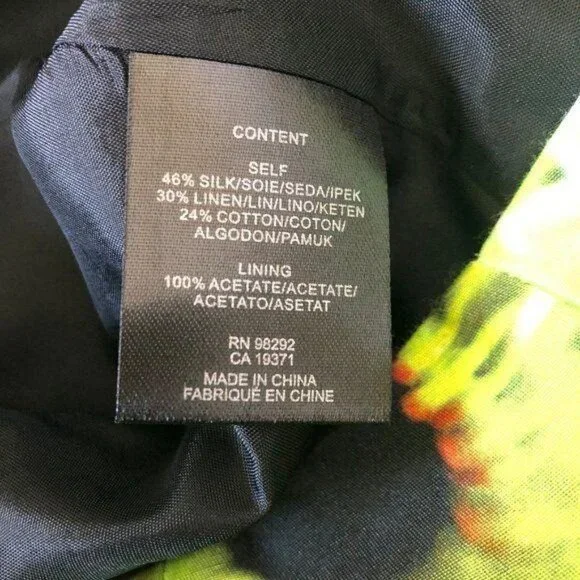 CONTENT
SELF
46% SILK/SOIE/SEDA/IPEK
30% LINEN/LIN/LINO/KETEN
24% COTTON/COTON/
ALGODON/PAMUK
LINING
100% ACETATE/ACETATE/
ACETATO/ASETAT
RN 98292
CA 19371
MADE IN CHINA
FABRIQUÉ EN CHINE